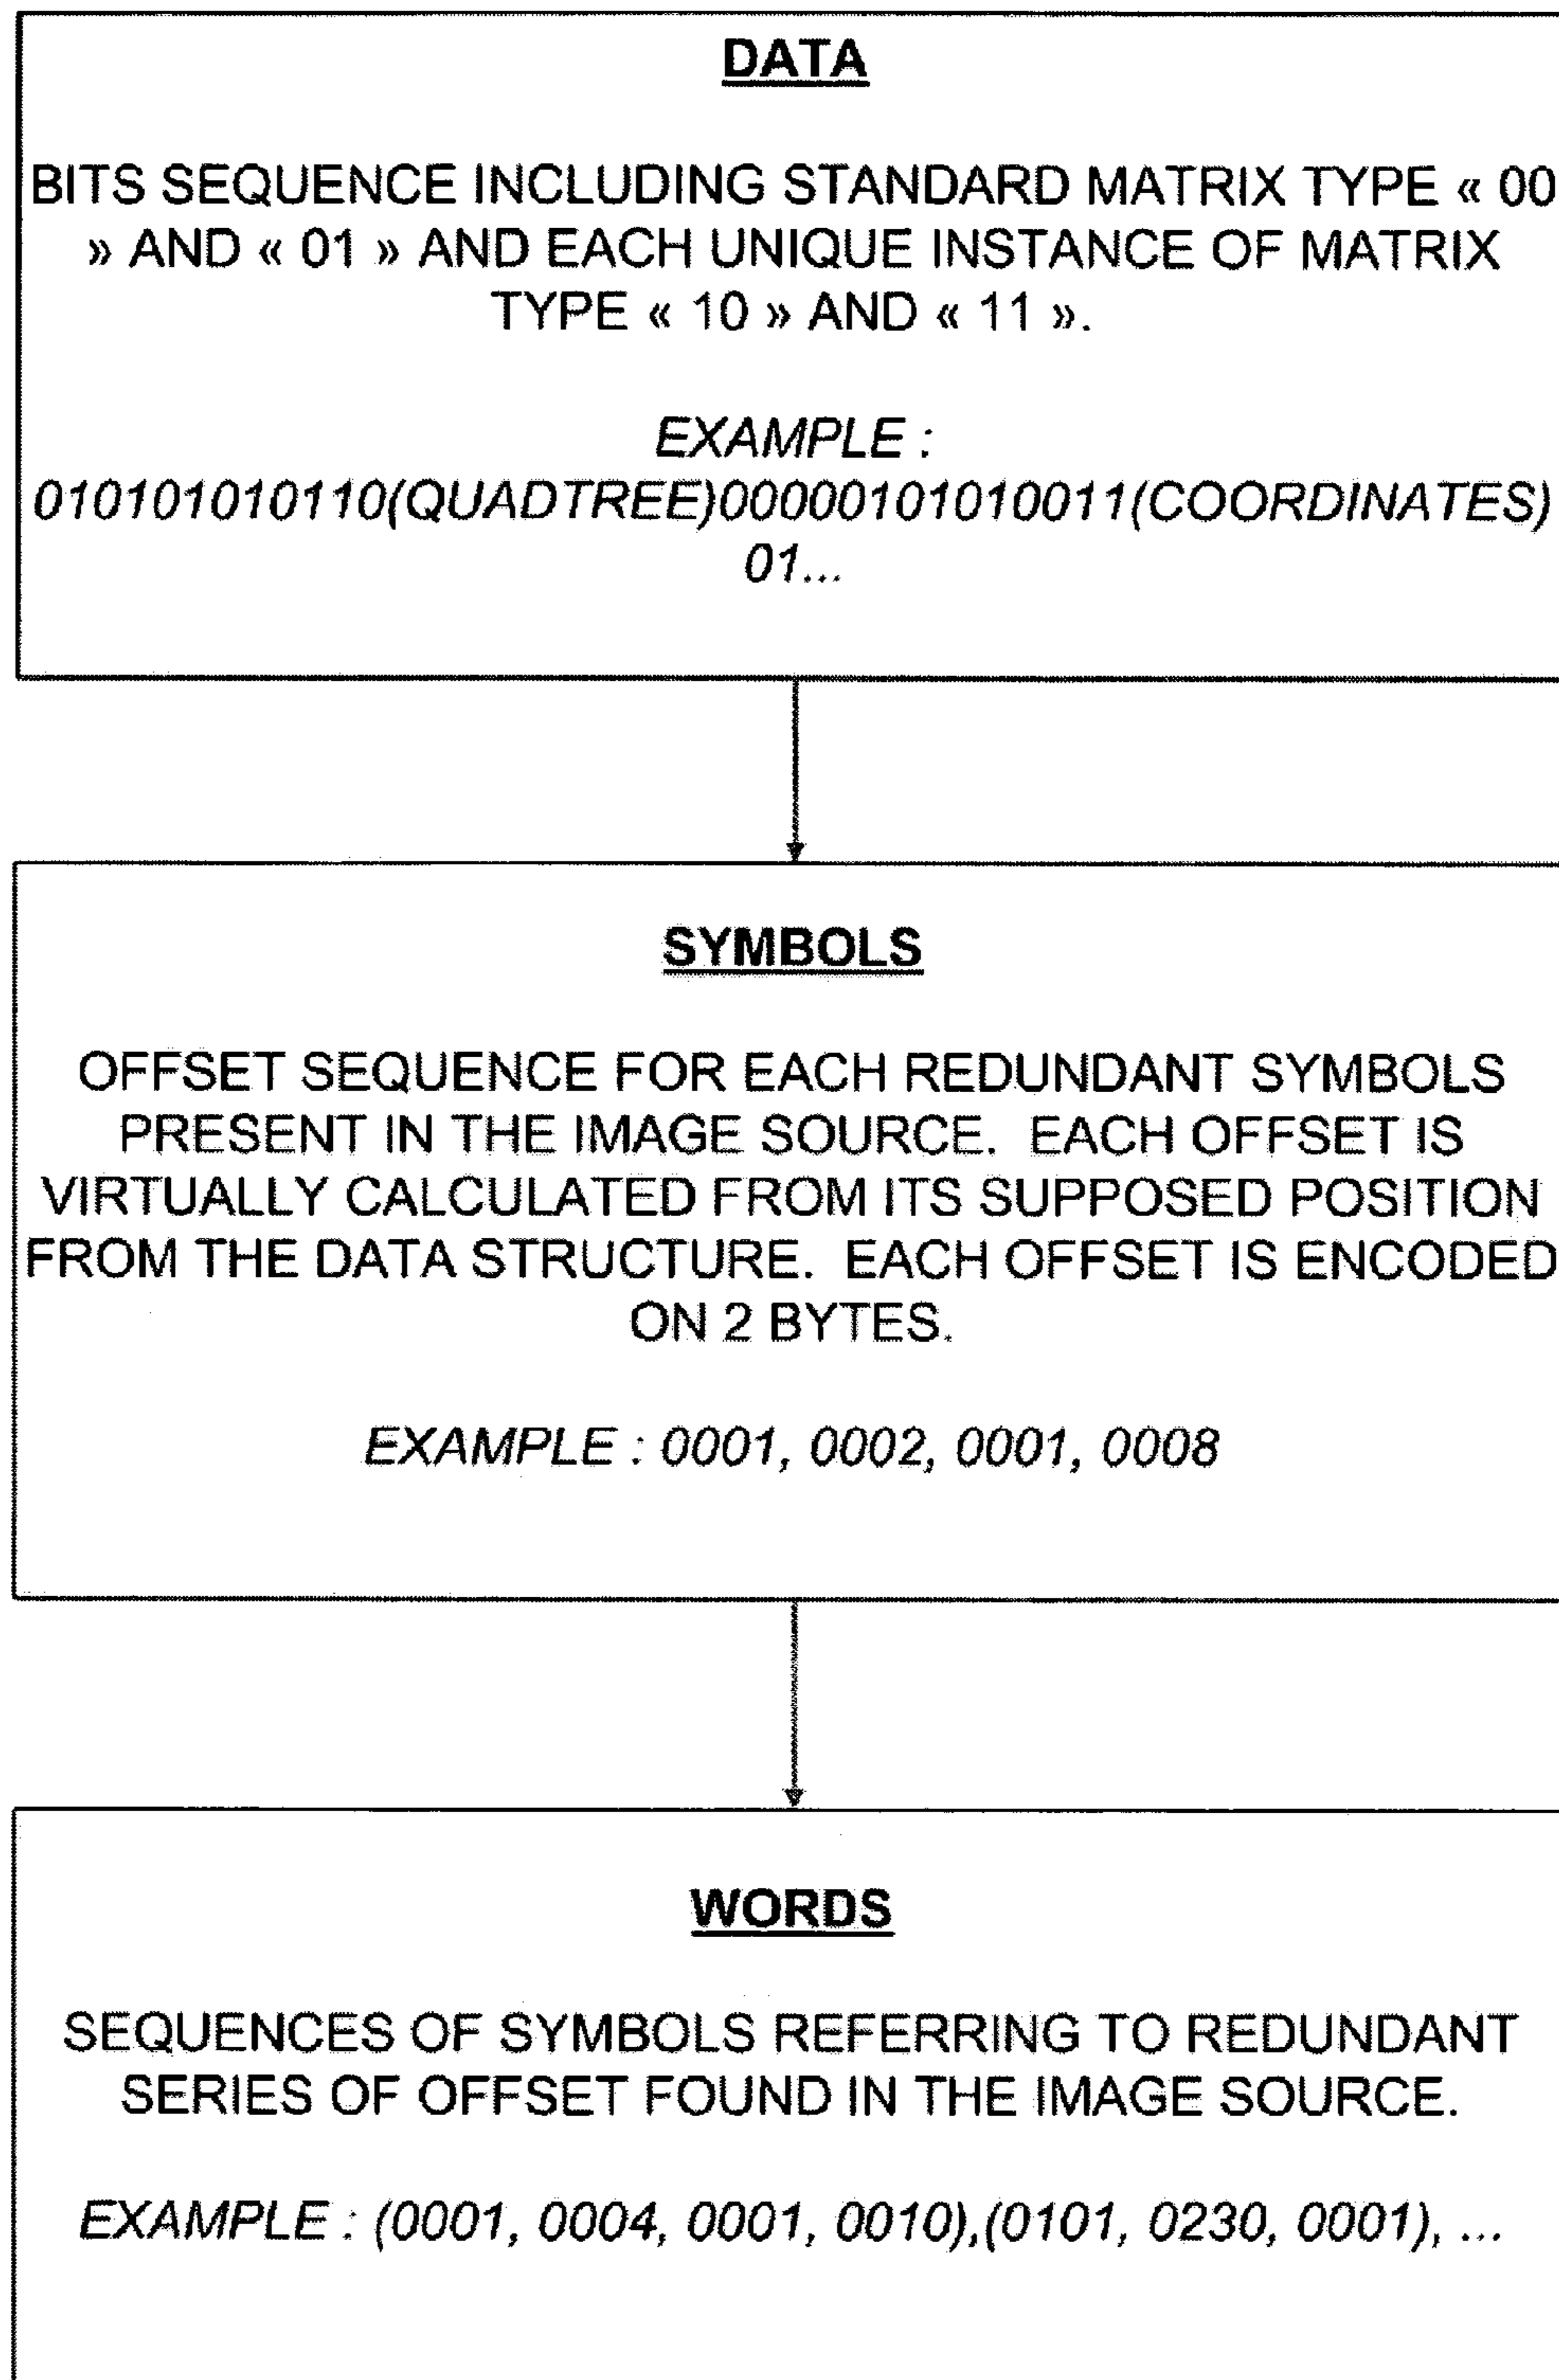 DATA
BITS SEQUENCE INCLUDING STANDARD MATRIX TYPE « 00
» AND « 01 » AND EACH UNIQUE INSTANCE OF MATRIX
TYPE « 10 » AND « 11 ».
EXAMPLE :
010101010110(QUADTREE)00000101010011(COORDINATES)
01...
SYMBOLS
OFFSET SEQUENCE FOR EACH REDUNDANT SYMBOLS
PRESENT IN THE IMAGE SOURCE. EACH OFFSET IS
VIRTUALLY CALCULATED FROM ITS SUPPOSED POSITION
FROM THE DATA STRUCTURE. EACH OFFSET IS ENCODED
ON 2 BYTES.
EXAMPLE : 0001, 0002, 0001, 0008
WORDS
SEQUENCES OF SYMBOLS REFERRING TO REDUNDANT
SERIES OF OFFSET FOUND IN THE IMAGE SOURCE.
EXAMPLE : (0001, 0004, 0001, 0010),(0101, 0230, 0001), ...